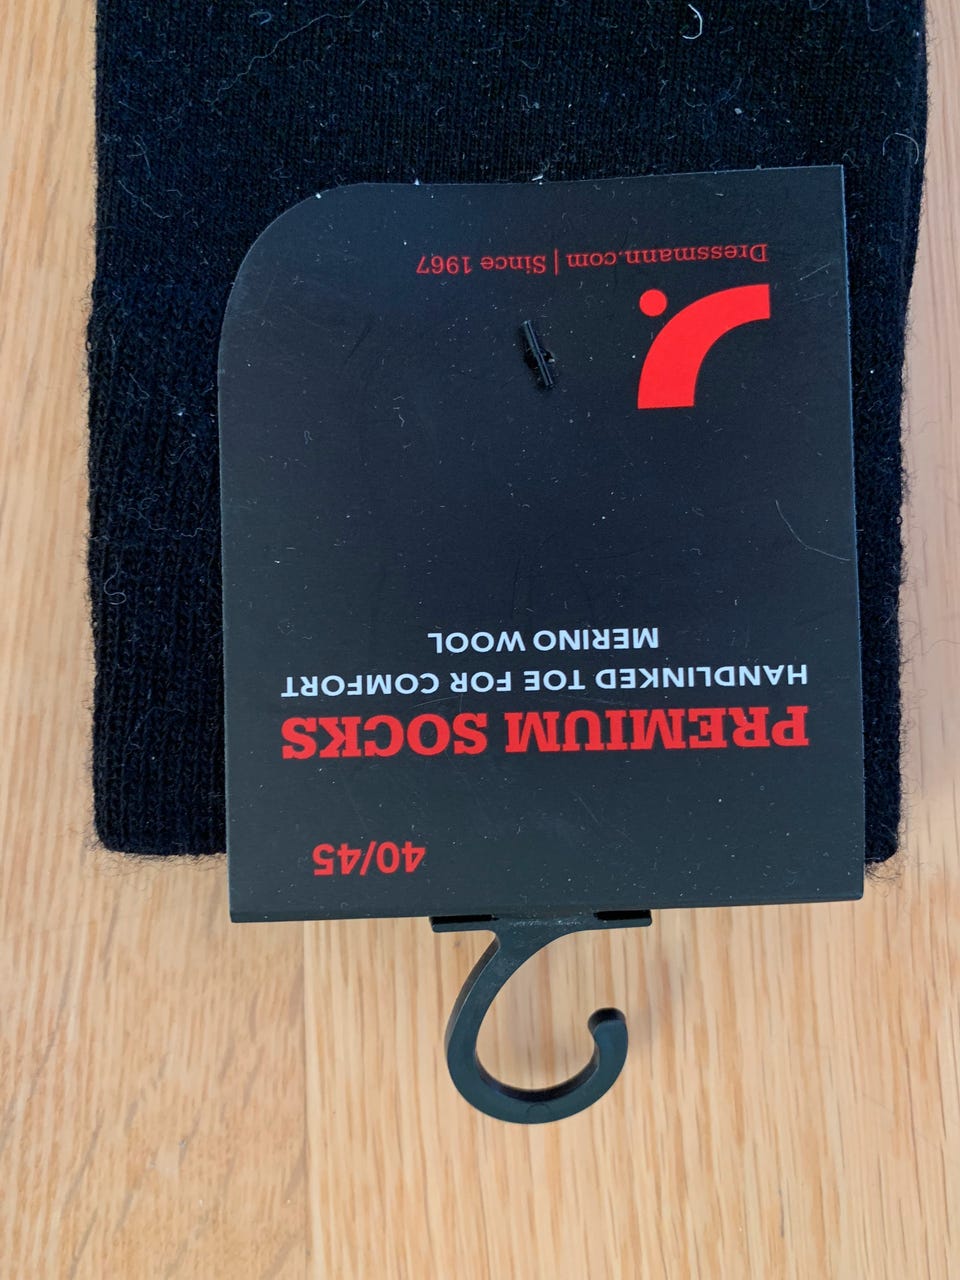 40/45
PREMIUM SOCKS
HANDLINKED TOE FOR COMFORT
MERINO WOOL
Dressmann.com | Since 1967